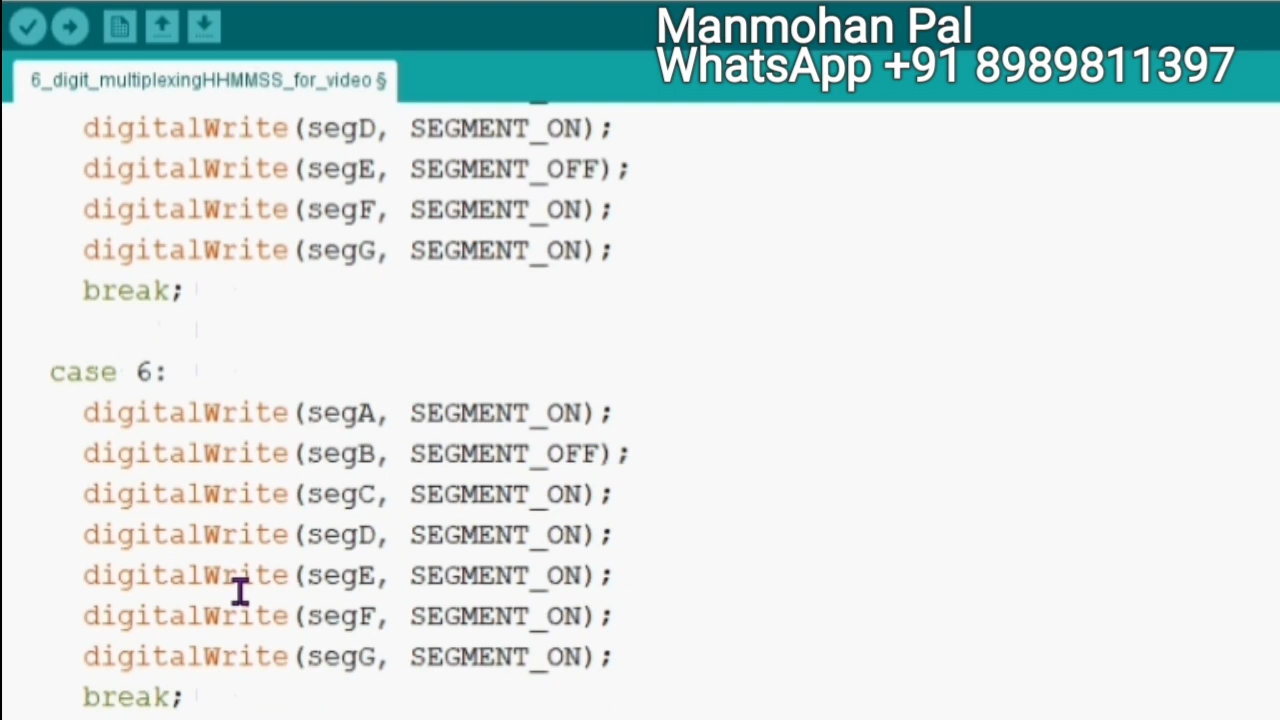 Manmohan Pal
WhatsApp +91 8989811397
6_digit_multiplexingHHMMSS_for_video §
digitalWrite(segD, SEGMENT_ON);
digitalWrite(segE, SEGMENT_OFF);
digitalWrite(segF, SEGMENT_ON);
digitalWrite(segG, SEGMENT_ON);
break;
case 6:
digitalWrite(segA, SEGMENT_ON);
digitalWrite(segB, SEGMENT_OFF);
digitalWrite(segC, SEGMENT_ON);
digitalWrite(segD, SEGMENT_ON);
digitalWrite(segE, SEGMENT_ON);
digitalWrite(segF, SEGMENT_ON);
digitalWrite(segG, SEGMENT_ON);
break;